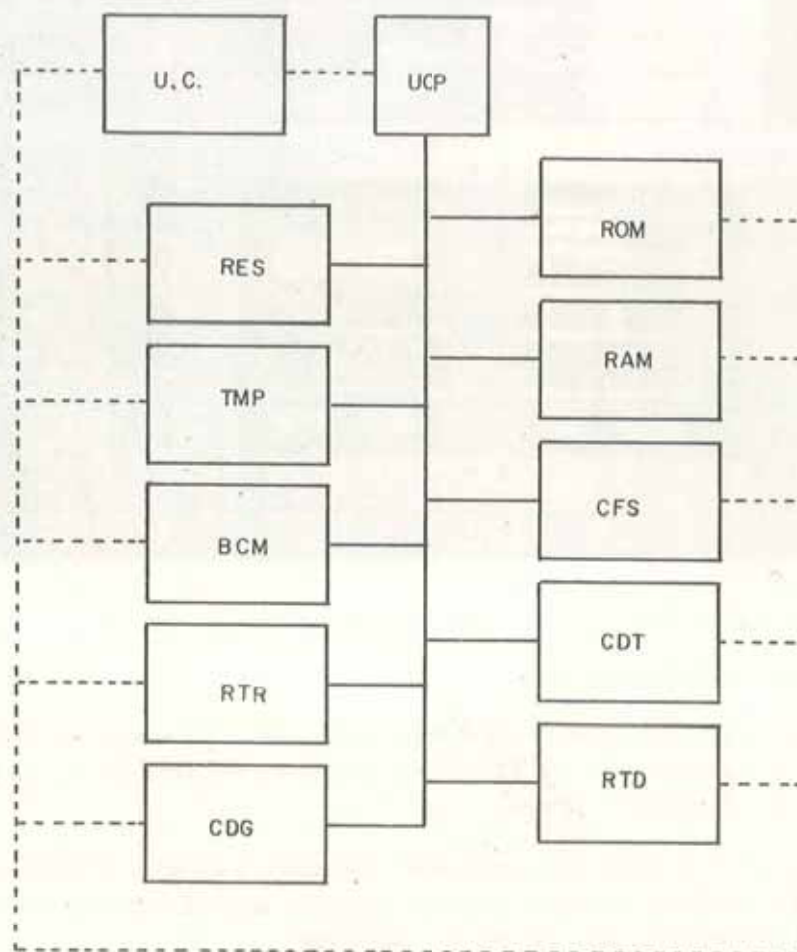 U.C.
UCP
ROM
RES
RAM
TMP
CFS
BCM
CDT
RTR
RTD
CDG